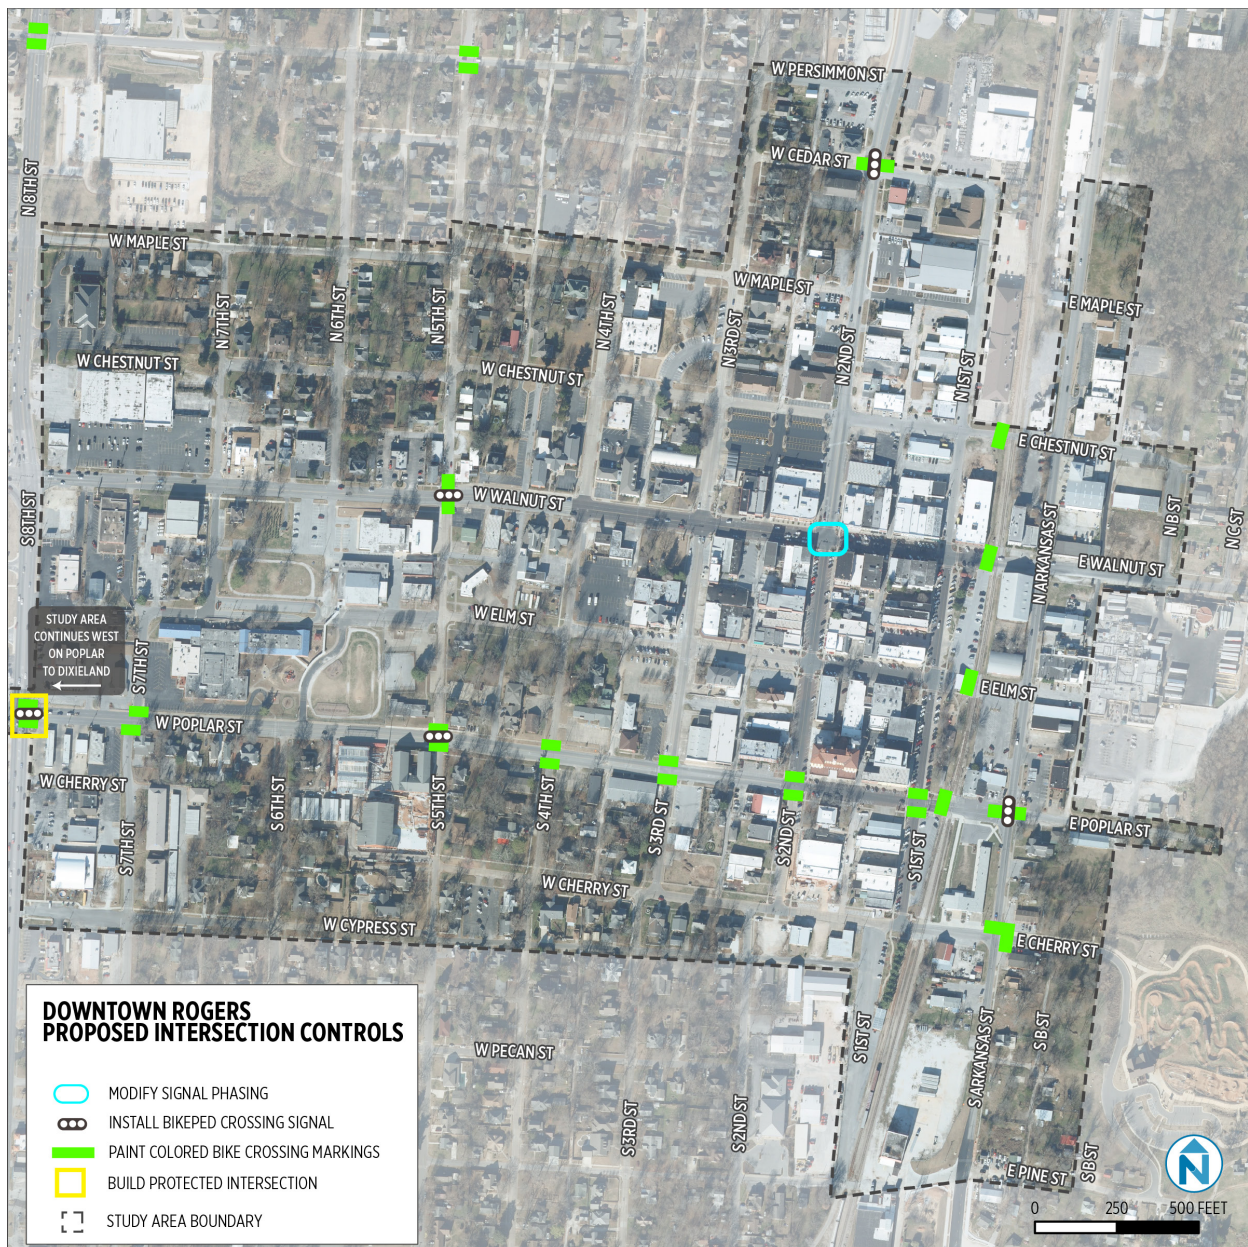 W PERSIMMON ST
W CEDAR ST
N 8TH ST
W MAPLE ST
W MAPLE ST
E MAPLE ST
N 7TH ST
N 6TH ST
N 5TH ST
N 4TH ST
N 3RD ST
N 2ND ST
N 1ST ST
W CHESTNUT ST
W CHESTNUT ST
E CHESTNUT ST
W WALNUT ST
S 8TH ST
N ARKANSAS ST
N B ST
N C ST
E WALNUT ST
W ELM ST
STUDY AREA
CONTINUES WEST
ON POPLAR
TO DIXIELAND
S 7TH ST
E ELM ST
W POPLAR ST
W CHERRY ST
S 6TH ST
S 5TH ST
S 4TH ST
S 3RD ST
S 2ND ST
S 1ST ST
E POPLAR ST
S 7TH ST
W CHERRY ST
W CYPRESS ST
E CHERRY ST
DOWNTOWN ROGERS
PROPOSED INTERSECTION CONTROLS
MODIFY SIGNAL PHASING
INSTALL BIKEPED CROSSING SIGNAL
PAINT COLORED BIKE CROSSING MARKINGS
BUILD PROTECTED INTERSECTION
STUDY AREA BOUNDARY
W PECAN ST
S 1ST ST
S ARKANSAS ST
S B ST
S 3RD ST
S 2ND ST
S B ST
E PINE ST
N
0 250 500 FEET